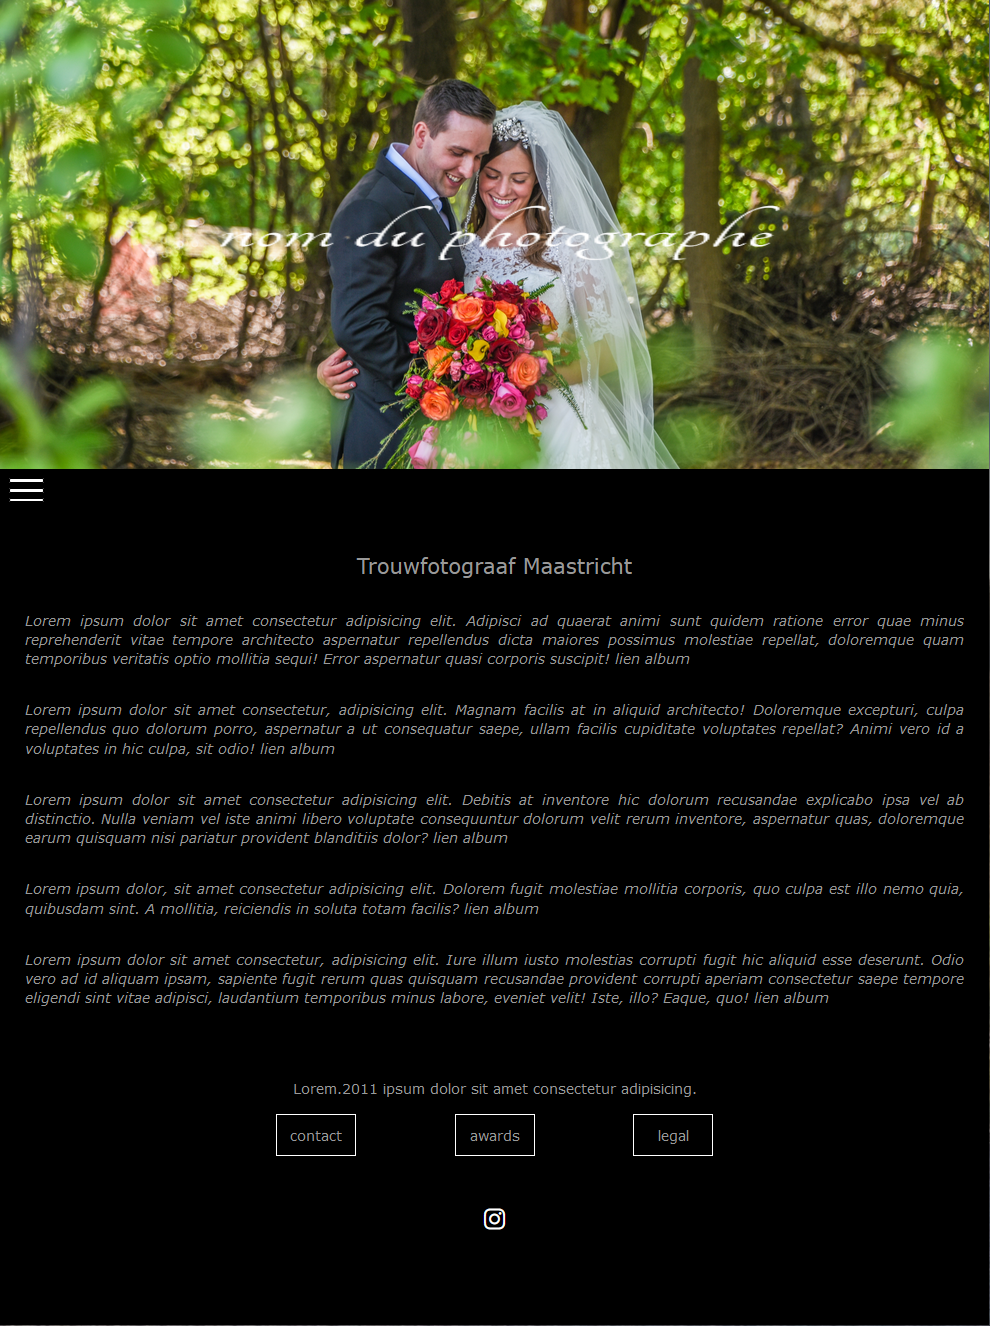 nom du photographe
Trouwfotograaf Maastricht
Lorem ipsum dolor sit amet consectetur adipisicing elit. Adipisci ad quaerat animi sunt quidem ratione error quae minus
reprehenderit vitae tempore architecto aspernatur repellendus dicta maiores possimus molestiae repellat, doloremque quam
temporibus veritatis optio mollitia sequi! Error aspernatur quasi corporis suscipit! lien album
Lorem ipsum dolor sit amet consectetur, adipisicing elit. Magnam facilis at in aliquid architecto! Doloremque excepturi, culpa
repellendus quo dolorum porro, aspernatur a ut consequatur saepe, ullam facilis cupiditate voluptates repellat? Animi vero id a
voluptates in hic culpa, sit odio! lien album
Lorem ipsum dolor sit amet consectetur adipisicing elit. Debitis at inventore hic dolorum recusandae explicabo ipsa vel ab
distinctio. Nulla veniam vel iste animi libero voluptate consequuntur dolorum velit rerum inventore, aspernatur quas, doloremque
earum quisquam nisi pariatur provident blanditiis dolor? lien album
Lorem ipsum dolor, sit amet consectetur adipisicing elit. Dolorem fugit molestiae mollitia corporis, quo culpa est illo nemo quia,
quibusdam sint. A mollitia, reiciendis in soluta totam facilis? lien album
Lorem ipsum dolor sit amet consectetur, adipisicing elit. Iure illum iusto molestias corrupti fugit hic aliquid esse deserunt. Odio
vero ad id aliquam ipsam, sapiente fugit rerum quas quisquam recusandae provident corrupti aperiam consectetur saepe tempore
eligendi sint vitae adipisci, laudantium temporibus minus labore, eveniet velit! Iste, illo? Eaque, quo! lien album
Lorem.2011 ipsum dolor sit amet consectetur adipisicing.
contact awards legal